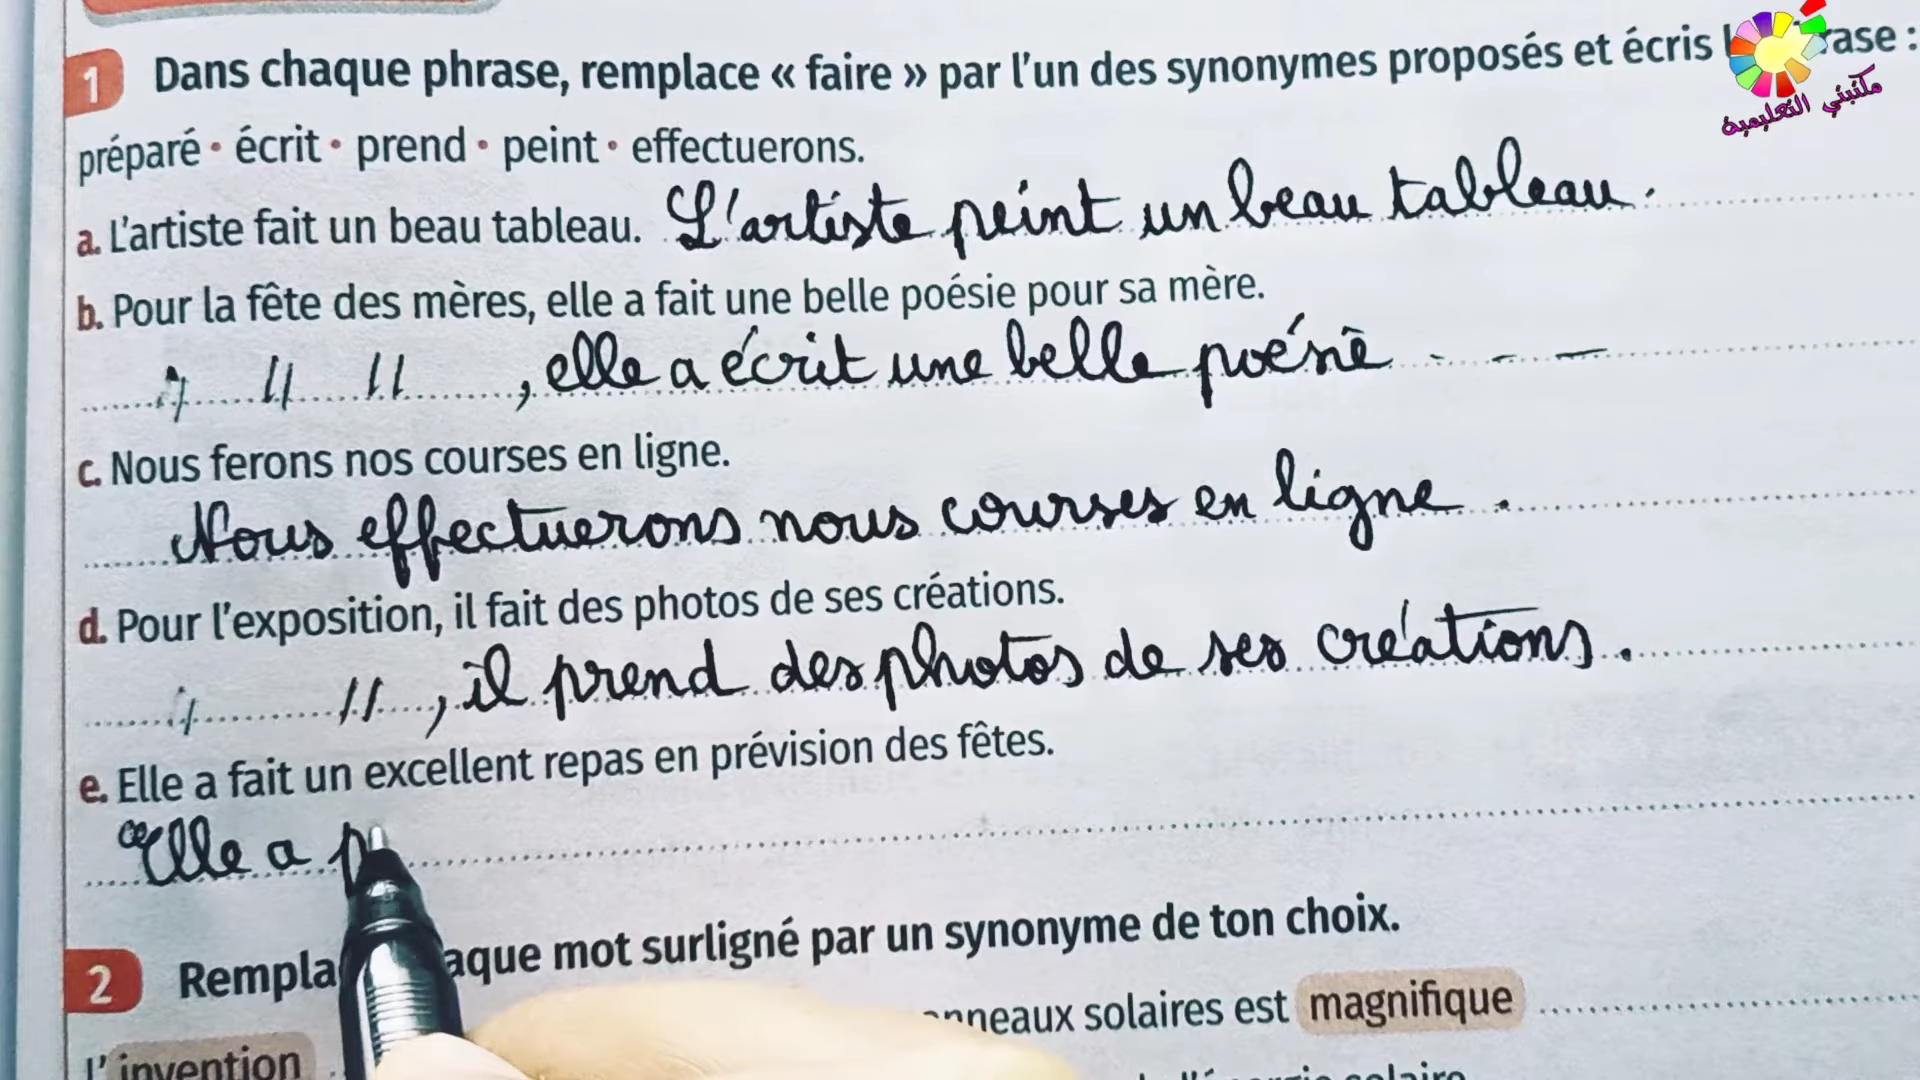 1 Dans chaque phrase, remplace « faire » par l'un des synonymes proposés et écris rase :
مكتبتي التعليمية
préparé • écrit • prend • peint • effectuerons.
a. L'artiste fait un beau tableau. L'artiste peint un beau tableau.
b. Pour la fête des mères, elle a fait une belle poésie pour sa mère.
" " " , elle a écrit une belle poésie - - -
c. Nous ferons nos courses en ligne.
Nous effectuerons nous courses en ligne.
d. Pour l'exposition, il fait des photos de ses créations.
" " , il prend des photos de ses créations.
e. Elle a fait un excellent repas en prévision des fêtes.
Elle a p
2 Rempla aque mot surligné par un synonyme de ton choix.
nneaux solaires est magnifique
l'invention
solaire